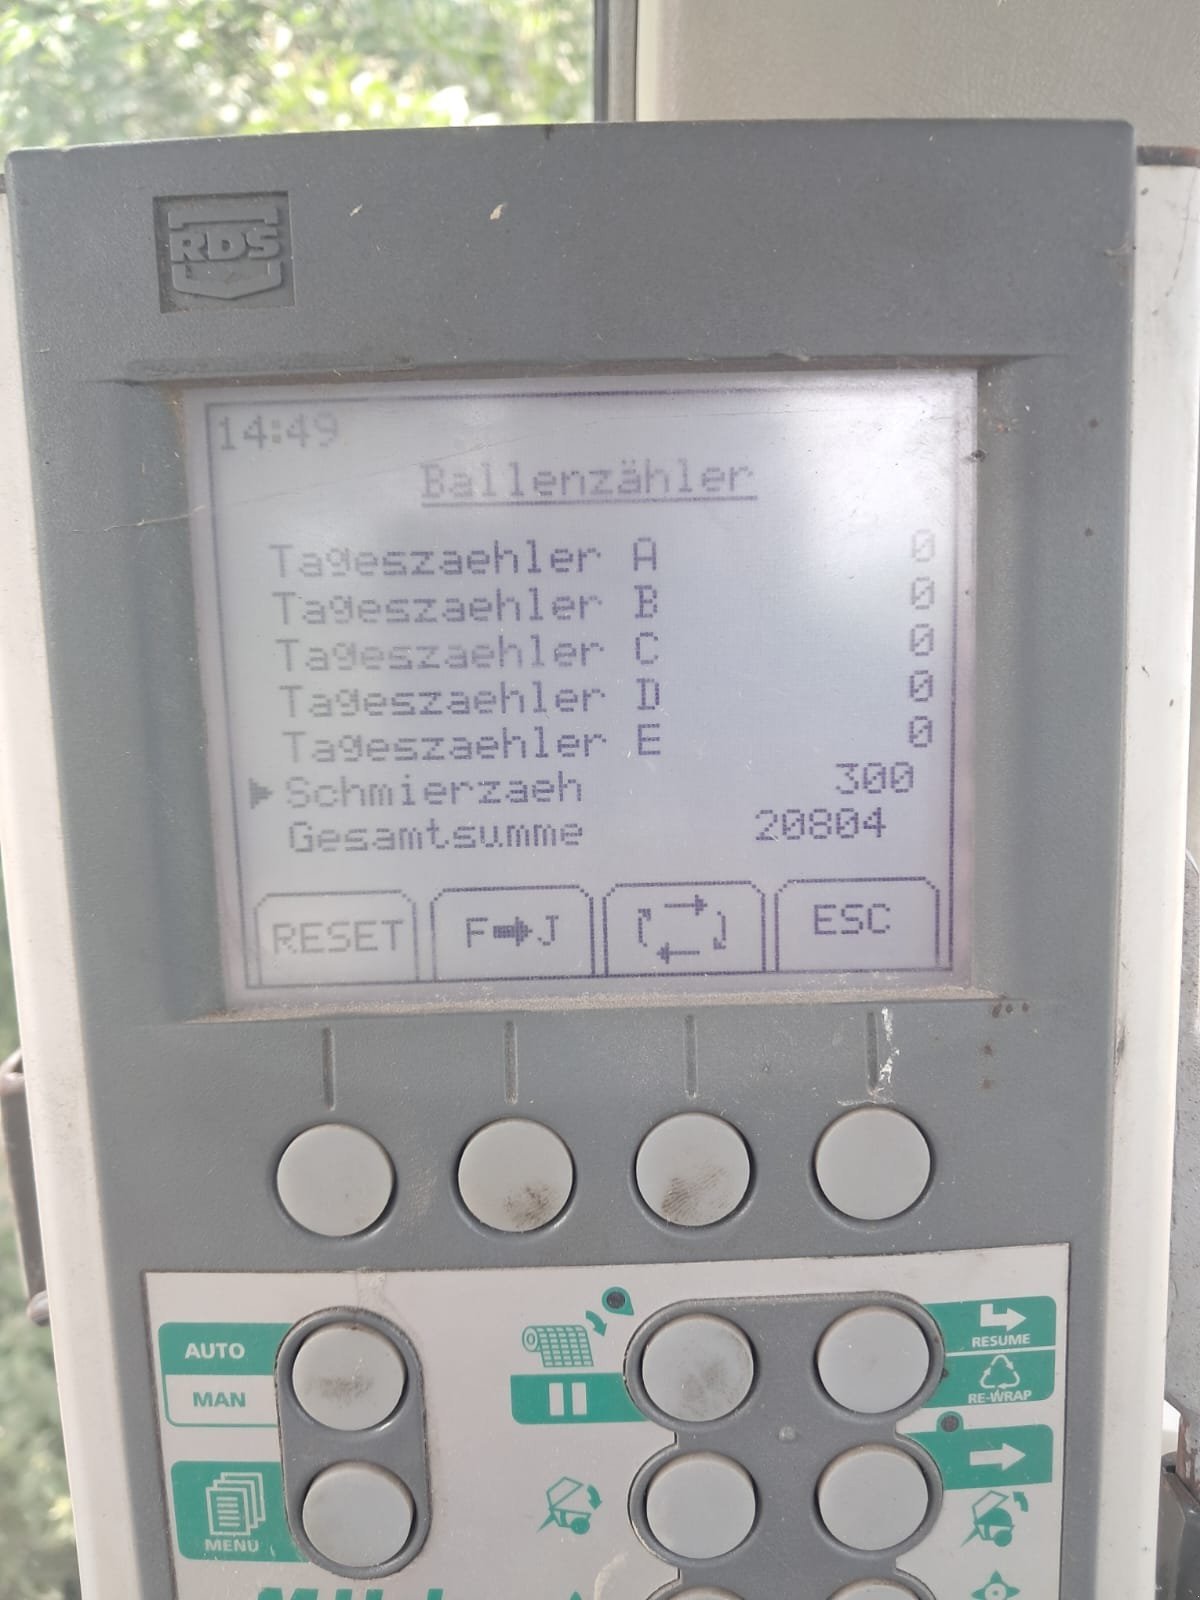 RDS
14:49
Ballenzähler
Tageszaehler A 0
Tageszaehler B 0
Tageszaehler C 0
Tageszaehler D 0
Tageszaehler E 0
Schmierzaeh 300
Gesamtsumme 20804
RESET F➡J ESC
AUTO
MAN
RESUME
RE-WRAP
MENU